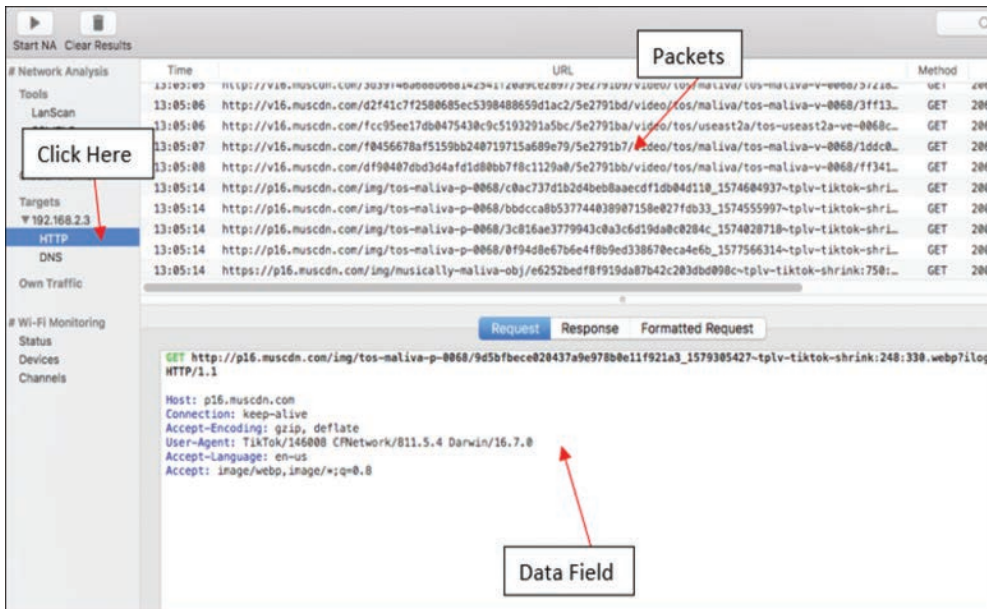 Start NA Clear Results
Packets
# Network Analysis
Time URL Method
Tools
LanScan
13:05:06 http://v16.muscdn.com/d2f41c7f2580685ec5398488659d1ac2/5e2791bd/video/tos/maliva/tos-maliva-v-0068/3ff13… GET
13:05:06 http://v16.muscdn.com/fcc95ee17db0475430c9c5193291a5bc/5e2791ba/video/tos/useast2a/tos-useast2a-ve-0068c… GET
Click Here
13:05:07 http://v16.muscdn.com/f0456678af5159bb240719715a689e79/5e2791b7/video/tos/maliva/tos-maliva-v-0068/1ddc0… GET
13:05:08 http://v16.muscdn.com/df90407dbd3d4afd1d80bb7f8c1129a0/5e2791bb/video/tos/maliva/tos-maliva-v-0068/ff341… GET
13:05:14 http://p16.muscdn.com/img/tos-maliva-p-0068/c0ac737d1b2d4beb8aaecdf1db04d110_1574604937~tplv-tiktok-shri… GET
Targets
13:05:14 http://p16.muscdn.com/img/tos-maliva-p-0068/bbdcca8b537744038907158e027fdb33_1574555997~tplv-tiktok-shri… GET
▼192.168.2.3
13:05:14 http://p16.muscdn.com/img/tos-maliva-p-0068/3c816ae3779943c0a3c6d19da0c0284c_1574028718~tplv-tiktok-shri… GET
HTTP
13:05:14 http://p16.muscdn.com/img/tos-maliva-p-0068/0f94d8e67b6e4f8b9ed338670eca4e6b_1577566314~tplv-tiktok-shri… GET
DNS
13:05:14 https://p16.muscdn.com/img/musically-maliva-obj/e6252bedf8f919da87b42c203dbd098c~tplv-tiktok-shrink:750:… GET
Own Traffic
# Wi-Fi Monitoring
Status
Devices
Channels
Request Response Formatted Request
GET http://p16.muscdn.com/img/tos-maliva-p-0068/9d5bfbece020437a9e978b0e11f921a3_1579305427~tplv-tiktok-shrink:248:330.webp?ilog
HTTP/1.1
Host: p16.muscdn.com
Connection: keep-alive
Accept-Encoding: gzip, deflate
User-Agent: TikTok/146008 CFNetwork/811.5.4 Darwin/16.7.0
Accept-Language: en-us
Accept: image/webp,image/*;q=0.8
Data Field